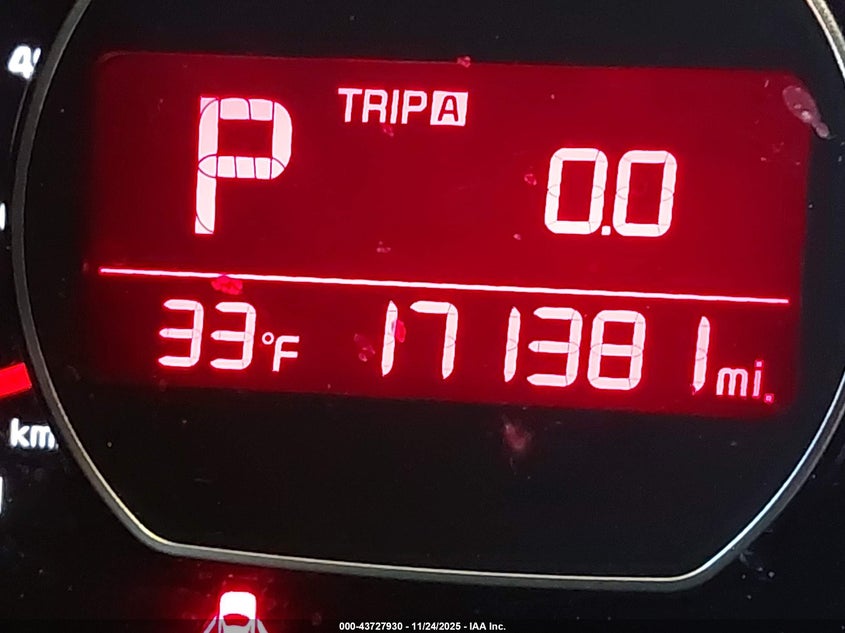 P TRIP A 0.0
33°F 171381 mi.
km
000-43727930 - 11/24/2025 - IAA Inc.